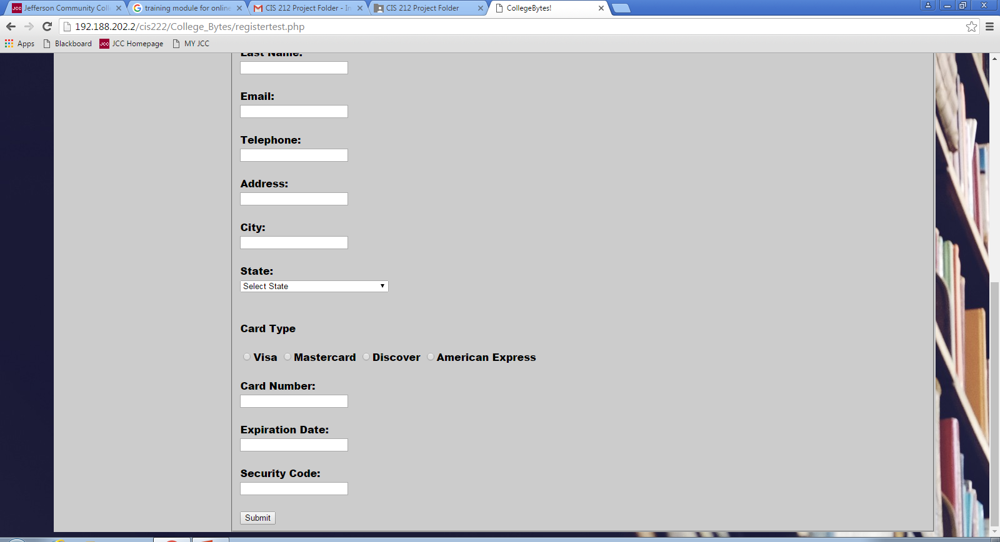 JCC Jefferson Community Coll
training module for online
CIS 212 Project Folder - In
CIS 212 Project Folder
CollegeBytes!
192.188.202.2/cis222/College_Bytes/registertest.php
Apps
Blackboard
JCC JCC Homepage
MY JCC
Last Name:
Email:
Telephone:
Address:
City:
State:
Select State
Card Type
Visa Mastercard Discover American Express
Card Number:
Expiration Date:
Security Code:
Submit